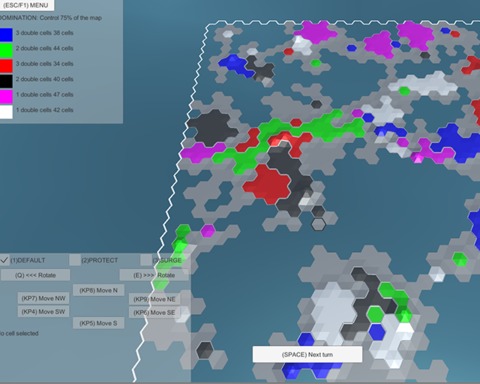 (ESC/F1) MENU
DOMINATION: Control 75% of the map
3 double cells 38 cells
2 double cells 44 cells
3 double cells 34 cells
2 double cells 40 cells
1 double cells 47 cells
1 double cells 42 cells
(1)DEFAULT (2)PROTECT (3)SURGE
(Q) <<< Rotate (E) >>> Rotate
(KP8) Move N
(KP7) Move NW (KP9) Move NE
(KP4) Move SW (KP6) Move SE
(KP5) Move S
No cell selected
(SPACE) Next turn